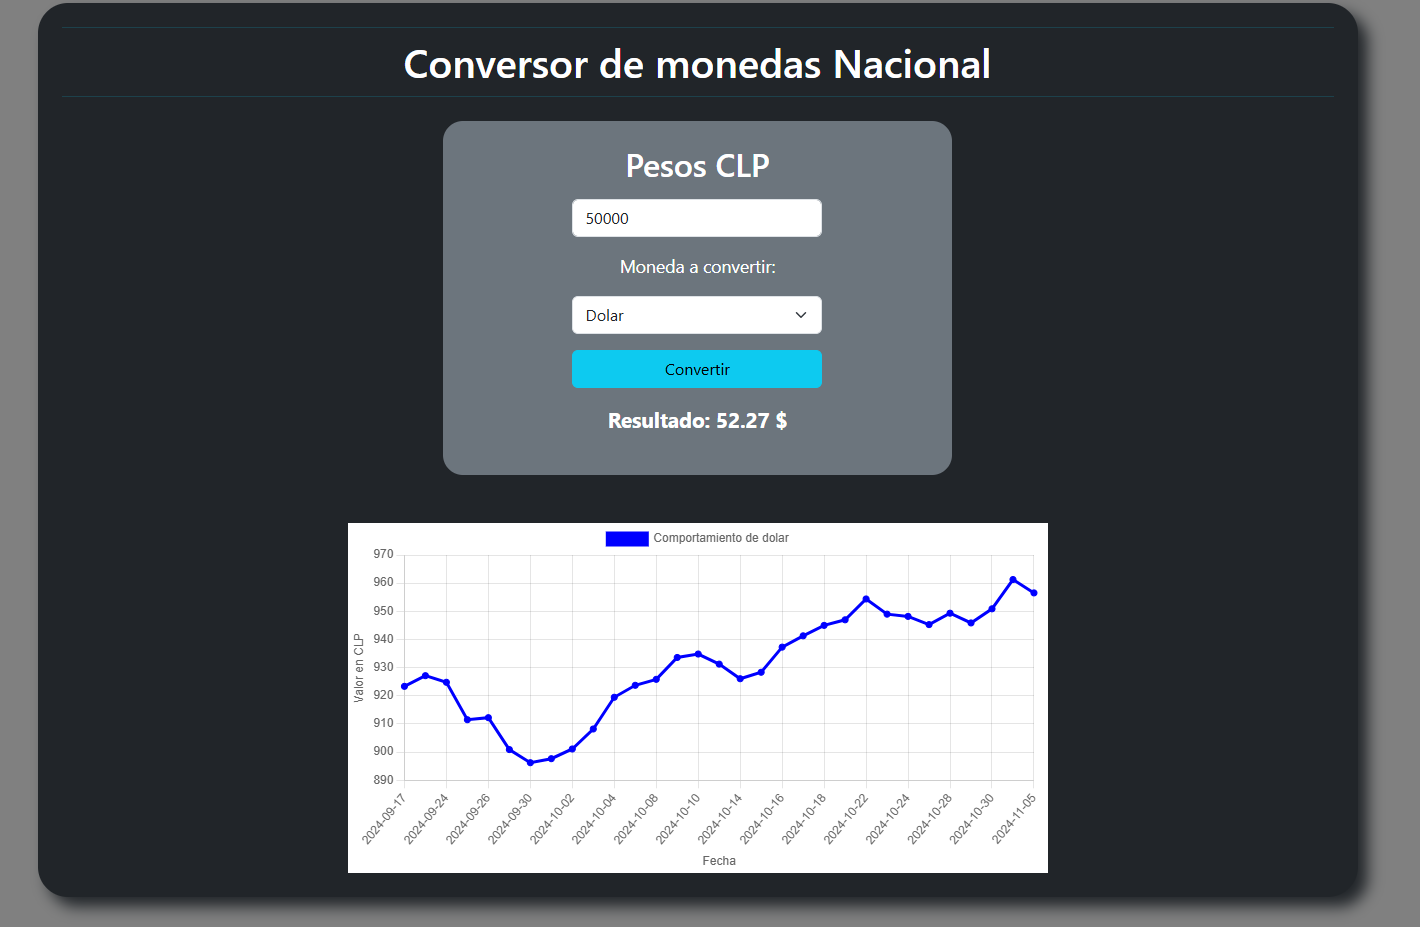 Conversor de monedas Nacional
Pesos CLP
50000
Moneda a convertir:
Dolar
Convertir
Resultado: 52.27 $
Comportamiento de dolar
970
960
950
940
930
920
910
900
890
Valor en CLP
2024-09-17
2024-09-24
2024-09-26
2024-09-30
2024-10-02
2024-10-04
2024-10-08
2024-10-10
2024-10-14
2024-10-16
2024-10-18
2024-10-22
2024-10-24
2024-10-28
2024-10-30
2024-11-05
Fecha